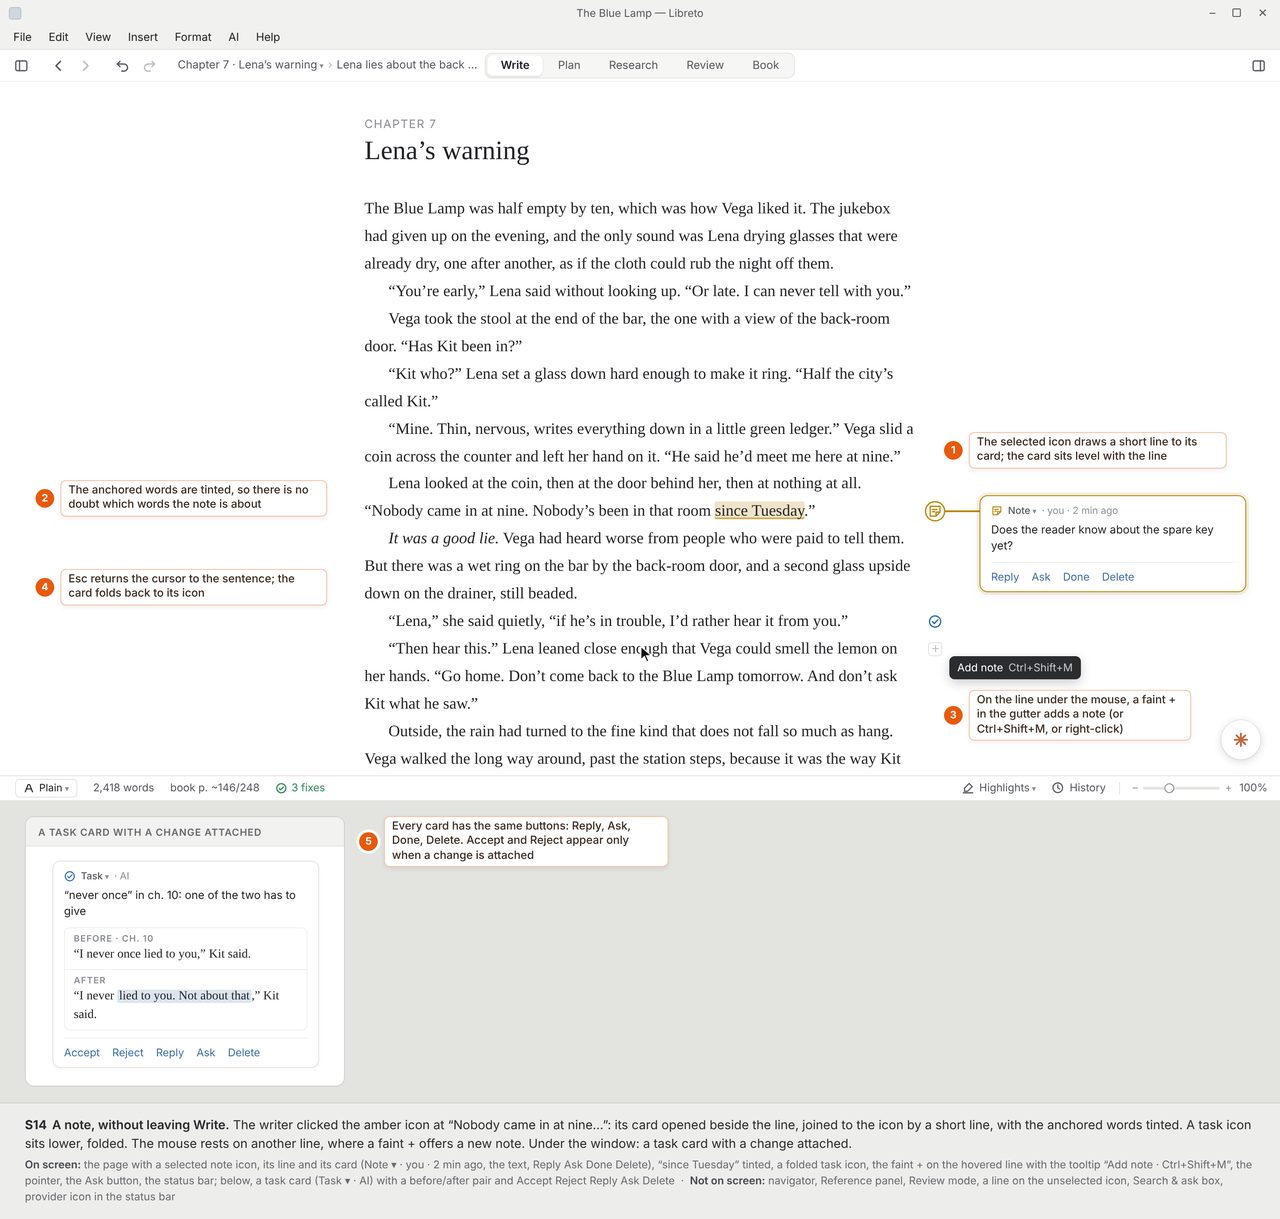 The Blue Lamp — Libreto
File Edit View Insert Format AI Help
Chapter 7 · Lena’s warning ▾ › Lena lies about the back ...
Write Plan Research Review Book
CHAPTER 7
Lena’s warning
The Blue Lamp was half empty by ten, which was how Vega liked it. The jukebox
had given up on the evening, and the only sound was Lena drying glasses that were
already dry, one after another, as if the cloth could rub the night off them.
“You’re early,” Lena said without looking up. “Or late. I can never tell with you.”
Vega took the stool at the end of the bar, the one with a view of the back-room
door. “Has Kit been in?”
“Kit who?” Lena set a glass down hard enough to make it ring. “Half the city’s
called Kit.”
“Mine. Thin, nervous, writes everything down in a little green ledger.” Vega slid a
coin across the counter and left her hand on it. “He said he’d meet me here at nine.”
Lena looked at the coin, then at the door behind her, then at nothing at all.
“Nobody came in at nine. Nobody’s been in that room since Tuesday.”
It was a good lie. Vega had heard worse from people who were paid to tell them.
But there was a wet ring on the bar by the back-room door, and a second glass upside
down on the drainer, still beaded.
“Lena,” she said quietly, “if he’s in trouble, I’d rather hear it from you.”
“Then hear this.” Lena leaned close enough that Vega could smell the lemon on
her hands. “Go home. Don’t come back to the Blue Lamp tomorrow. And don’t ask
Kit what he saw.”
Outside, the rain had turned to the fine kind that does not fall so much as hang.
Vega walked the long way around, past the station steps, because it was the way Kit
2
The anchored words are tinted, so there is no
doubt which words the note is about
4
Esc returns the cursor to the sentence; the
card folds back to its icon
1
The selected icon draws a short line to its
card; the card sits level with the line
Note ▾ · you · 2 min ago
Does the reader know about the spare key
yet?
Reply Ask Done Delete
+
Add note Ctrl+Shift+M
3
On the line under the mouse, a faint +
in the gutter adds a note (or
Ctrl+Shift+M, or right-click)
A Plain ▾ 2,418 words book p. ~146/248 3 fixes Highlights ▾ History − + 100%
A TASK CARD WITH A CHANGE ATTACHED
Task ▾ · AI
“never once” in ch. 10: one of the two has to
give
BEFORE · CH. 10
“I never once lied to you,” Kit said.
AFTER
“I never lied to you. Not about that,” Kit
said.
Accept Reject Reply Ask Delete
5
Every card has the same buttons: Reply, Ask,
Done, Delete. Accept and Reject appear only
when a change is attached
S14 A note, without leaving Write. The writer clicked the amber icon at “Nobody came in at nine…”: its card opened beside the line, joined to the icon by a short line, with the anchored words tinted. A task icon
sits lower, folded. The mouse rests on another line, where a faint + offers a new note. Under the window: a task card with a change attached.
On screen: the page with a selected note icon, its line and its card (Note ▾ · you · 2 min ago, the text, Reply Ask Done Delete), “since Tuesday” tinted, a folded task icon, the faint + on the hovered line with the tooltip “Add note · Ctrl+Shift+M”, the
pointer, the Ask button, the status bar; below, a task card (Task ▾ · AI) with a before/after pair and Accept Reject Reply Ask Delete · Not on screen: navigator, Reference panel, Review mode, a line on the unselected icon, Search & ask box,
provider icon in the status bar